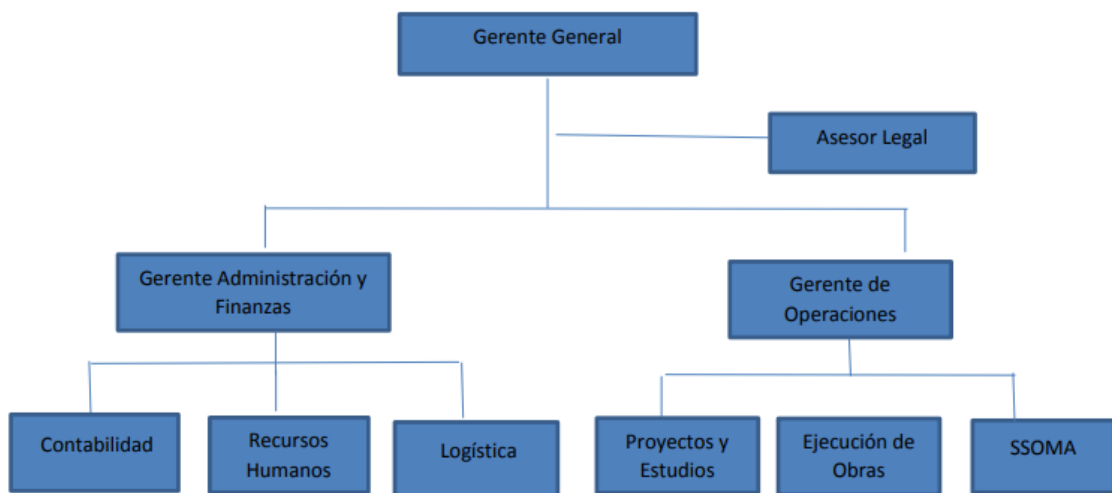 Gerente General
Asesor Legal
Gerente Administración y
Finanzas
Gerente de
Operaciones
Contabilidad
Recursos
Humanos
Logística
Proyectos y
Estudios
Ejecución de
Obras
SSOMA